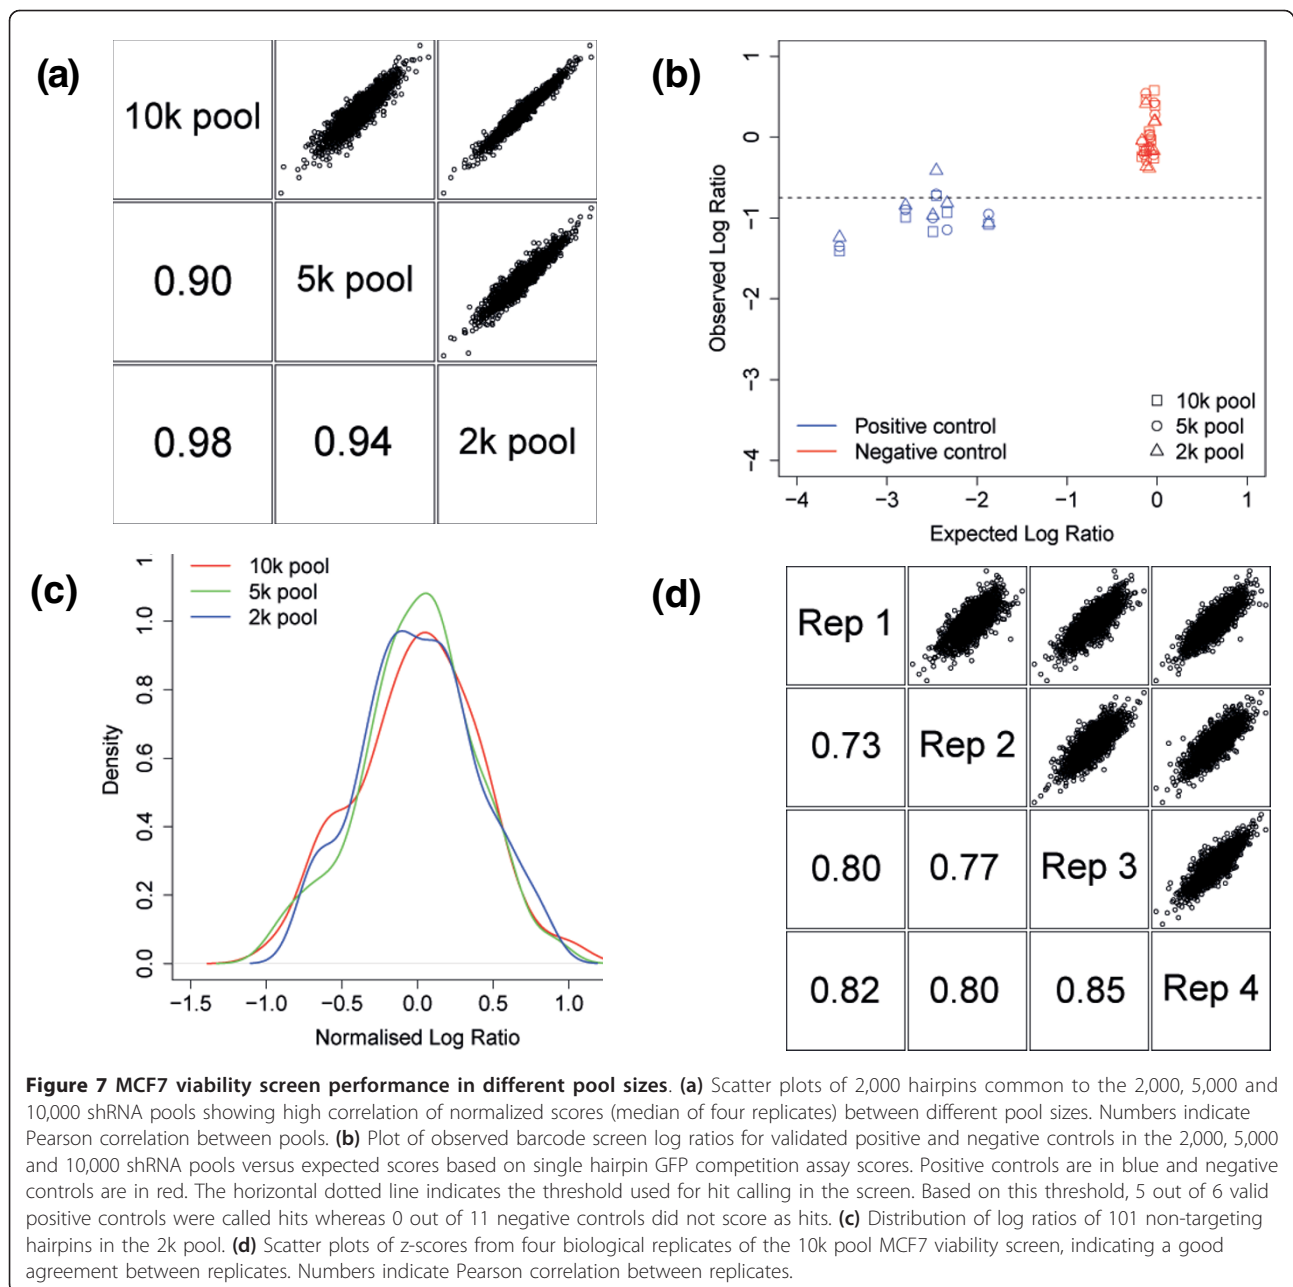 (a)
10k pool
0.90
5k pool
0.98
0.94
2k pool
(b)
Observed Log Ratio
1
0
−1
−2
−3
−4
Positive control
Negative control
10k pool
5k pool
2k pool
−4 −3 −2 −1 0 1
Expected Log Ratio
(c)
10k pool
5k pool
2k pool
Density
1.
1.0
0.8
0.6
0.4
0.2
0.0
−1.5 −1.0 −0.5 0.0 0.5 1.0
Normalised Log Ratio
(d)
Rep 1
0.73 Rep 2
0.80 0.77 Rep 3
0.82 0.80 0.85 Rep 4
Figure 7 MCF7 viability screen performance in different pool sizes. (a) Scatter plots of 2,000 hairpins common to the 2,000, 5,000 and
10,000 shRNA pools showing high correlation of normalized scores (median of four replicates) between different pool sizes. Numbers indicate
Pearson correlation between pools. (b) Plot of observed barcode screen log ratios for validated positive and negative controls in the 2,000, 5,000
and 10,000 shRNA pools versus expected scores based on single hairpin GFP competition assay scores. Positive controls are in blue and negative
controls are in red. The horizontal dotted line indicates the threshold used for hit calling in the screen. Based on this threshold, 5 out of 6 valid
positive controls were called hits whereas 0 out of 11 negative controls did not score as hits. (c) Distribution of log ratios of 101 non-targeting
hairpins in the 2k pool. (d) Scatter plots of z-scores from four biological replicates of the 10k pool MCF7 viability screen, indicating a good
agreement between replicates. Numbers indicate Pearson correlation between replicates.